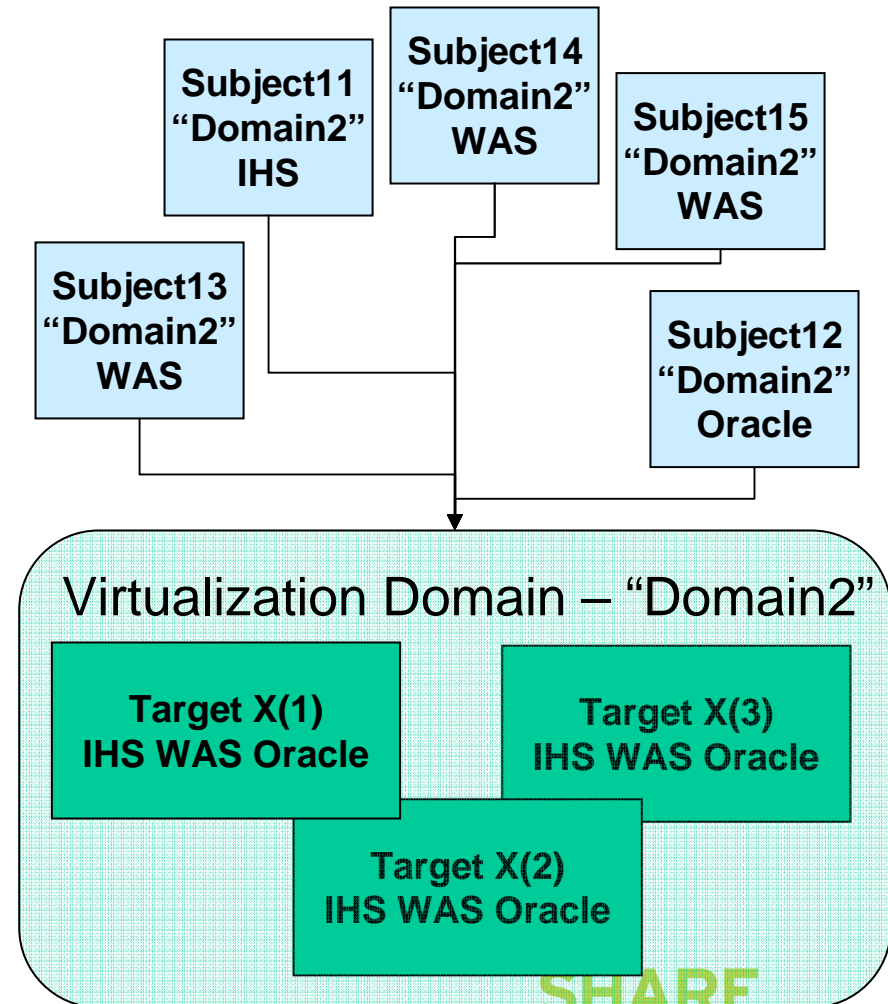 Subject14
“Domain2”
WAS
Subject11
“Domain2”
IHS
Subject15
“Domain2”
WAS
Subject13
“Domain2”
WAS
Subject12
“Domain2”
Oracle
Virtualization Domain – “Domain2”
Target X(1)
IHS WAS Oracle
Target X(3)
IHS WAS Oracle
Target X(2)
IHS WAS Oracle
SHARE